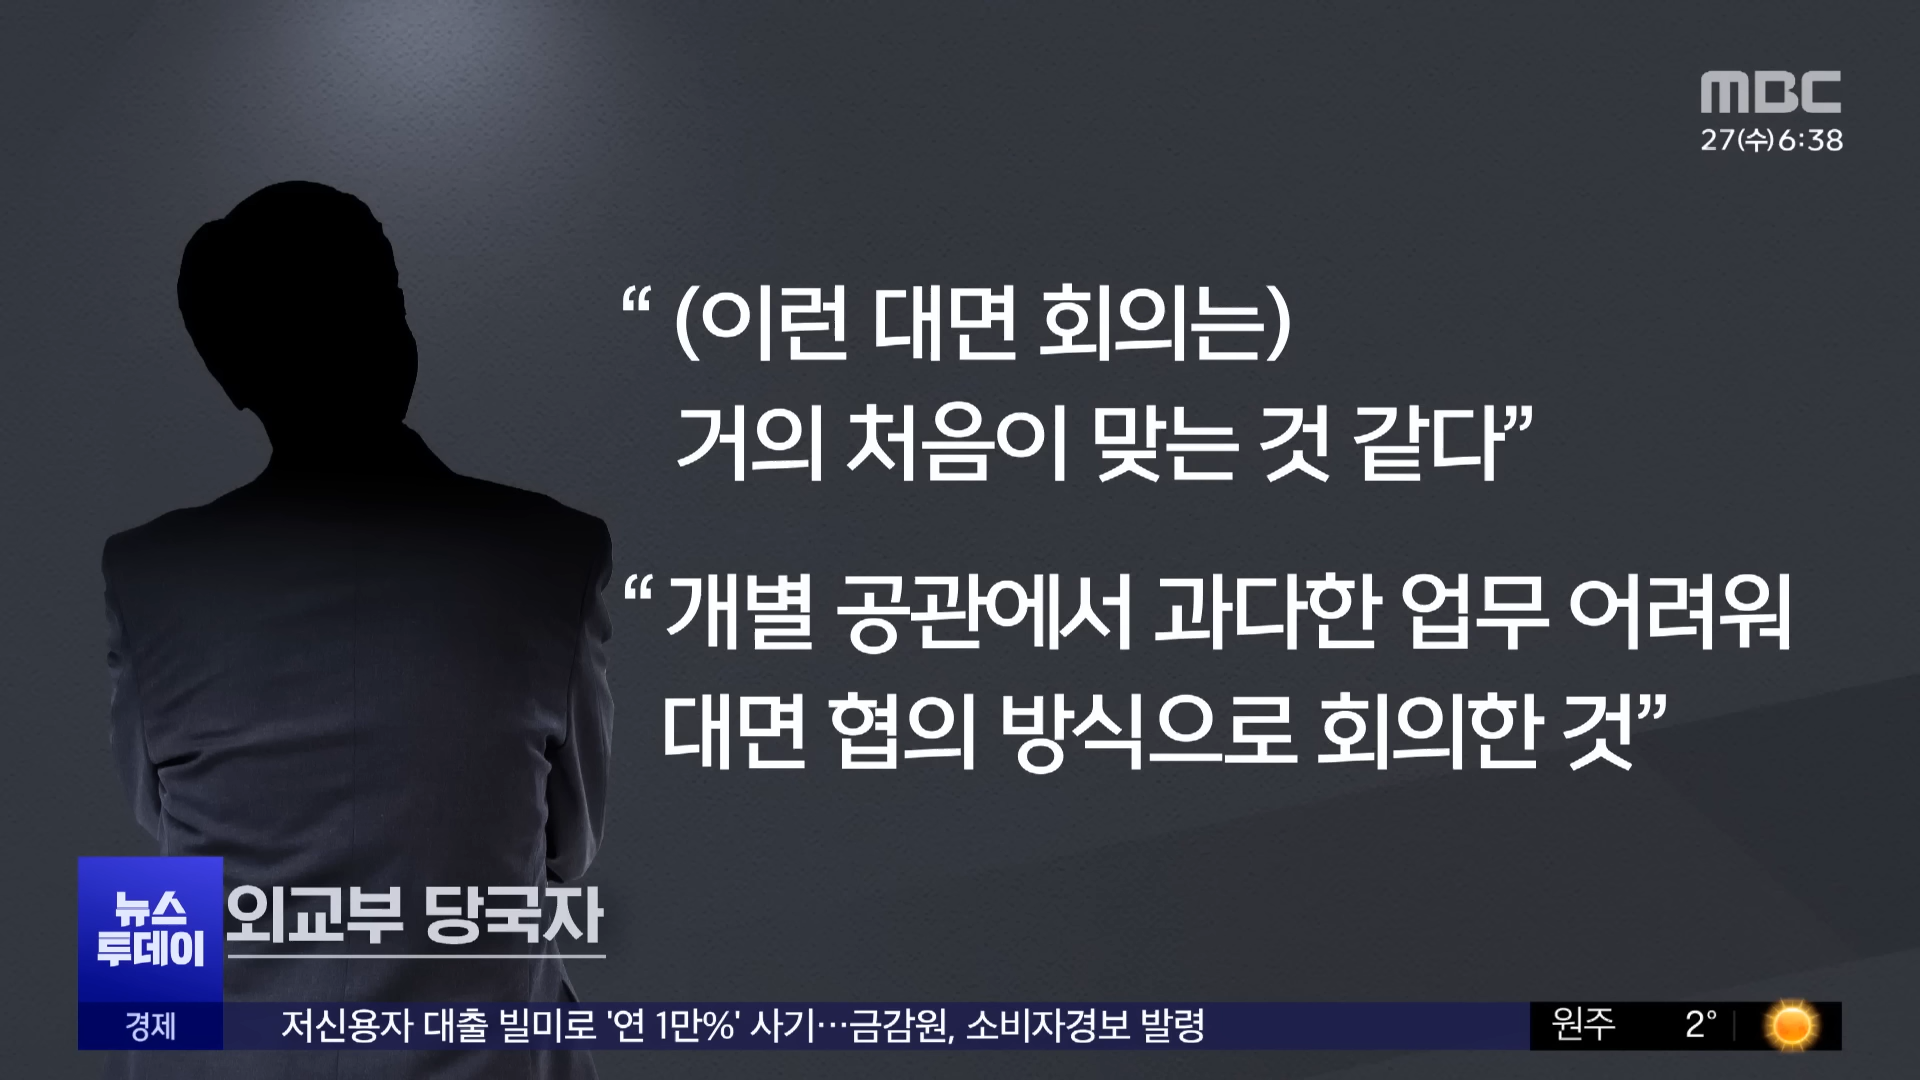 MBC
27(수)6:38
“ (이런 대면 회의는)
거의 처음이 맞는 것 같다”
“ 개별 공관에서 과다한 업무 어려워
대면 협의 방식으로 회의한 것”
뉴스
투데이
외교부 당국자
경제
저신용자 대출 빌미로 '연 1만%' 사기…금감원, 소비자경보 발령
원주 2°